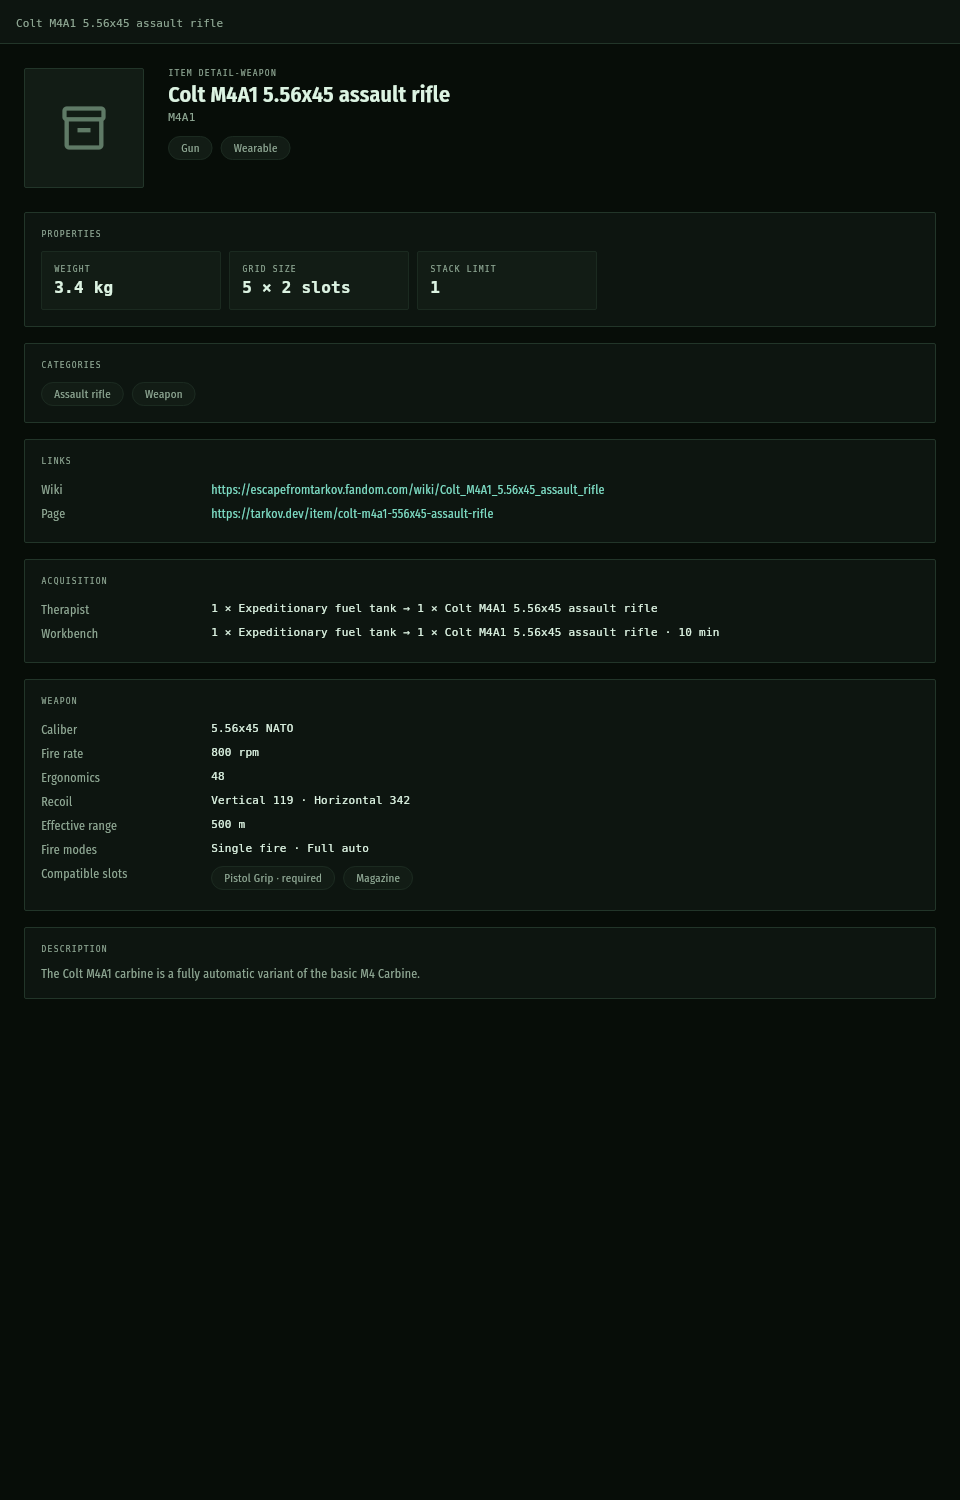 Colt M4A1 5.56x45 assault rifle
ITEM DETAIL-WEAPON
Colt M4A1 5.56x45 assault rifle
M4A1
Gun
Wearable
PROPERTIES
WEIGHT
3.4 kg
GRID SIZE
5 × 2 slots
STACK LIMIT
1
CATEGORIES
Assault rifle
Weapon
LINKS
Wiki https://escapefromtarkov.fandom.com/wiki/Colt_M4A1_5.56x45_assault_rifle
Page https://tarkov.dev/item/colt-m4a1-556x45-assault-rifle
ACQUISITION
Therapist 1 × Expeditionary fuel tank → 1 × Colt M4A1 5.56x45 assault rifle
Workbench 1 × Expeditionary fuel tank → 1 × Colt M4A1 5.56x45 assault rifle · 10 min
WEAPON
Caliber 5.56x45 NATO
Fire rate 800 rpm
Ergonomics 48
Recoil Vertical 119 · Horizontal 342
Effective range 500 m
Fire modes Single fire · Full auto
Compatible slots Pistol Grip · required Magazine
DESCRIPTION
The Colt M4A1 carbine is a fully automatic variant of the basic M4 Carbine.